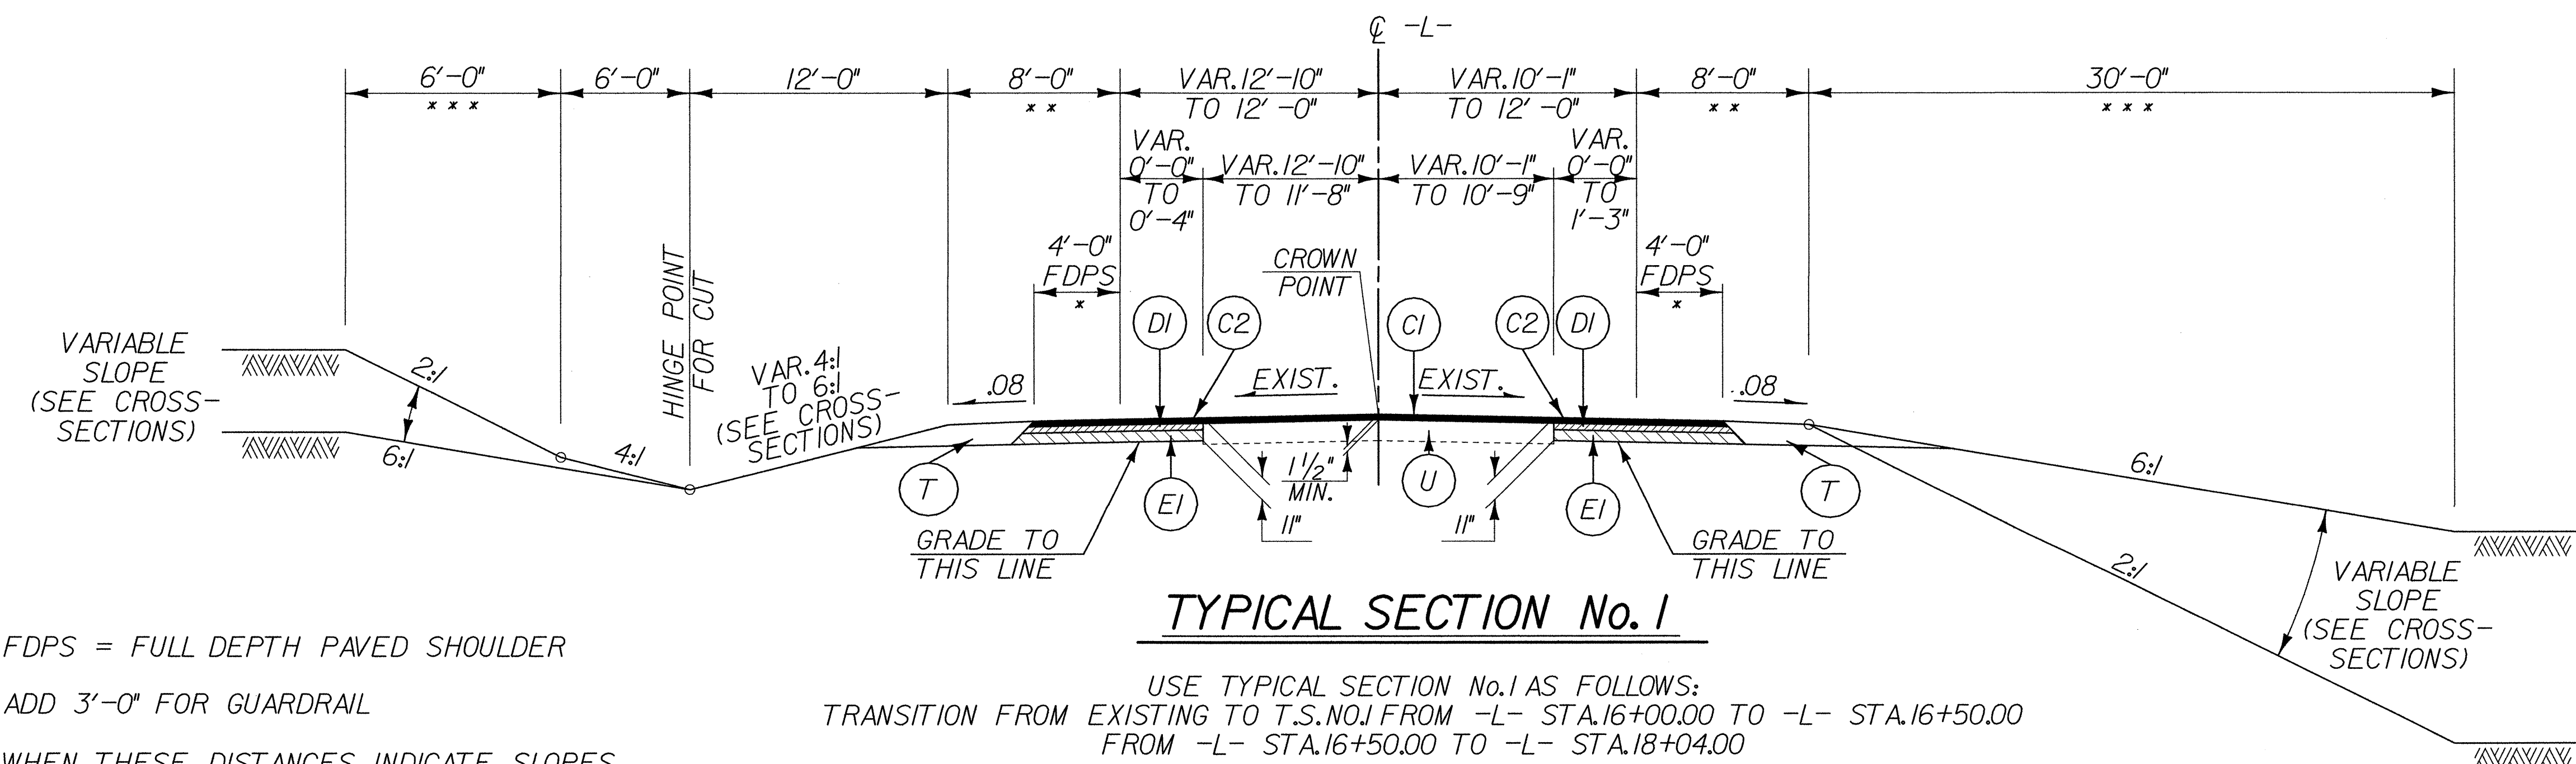 ℄ -L-
6'-0"
* * *
6'-0"
12'-0"
8'-0"
* *
VAR. 12'-10"
TO 12'-0"
VAR. 10'-1"
TO 12'-0"
8'-0"
* *
30'-0"
* * *
VAR.
0'-0"
TO
0'-4"
VAR. 12'-10"
TO 11'-8"
VAR. 10'-1"
TO 10'-9"
VAR.
0'-0"
TO
1'-3"
4'-0"
FDPS
*
4'-0"
FDPS
*
CROWN
POINT
HINGE POINT
FOR CUT
D1
C2
C1
C2
D1
VARIABLE
SLOPE
(SEE CROSS-
SECTIONS)
2:1
6:1
4:1
VAR. 4:1
TO 6:1
(SEE CROSS-
SECTIONS)
.08
EXIST.
EXIST.
.08
T
E1
11"
1 1/2"
MIN.
U
11"
E1
T
GRADE TO
THIS LINE
GRADE TO
THIS LINE
6:1
2:1
VARIABLE
SLOPE
(SEE CROSS-
SECTIONS)
TYPICAL SECTION No. 1
USE TYPICAL SECTION No. 1 AS FOLLOWS:
TRANSITION FROM EXISTING TO T.S. NO. 1 FROM -L- STA. 16+00.00 TO -L- STA. 16+50.00
FROM -L- STA. 16+50.00 TO -L- STA. 18+04.00
FDPS = FULL DEPTH PAVED SHOULDER
ADD 3'-0" FOR GUARDRAIL
WHEN THESE DISTANCES INDICATE SLOPES